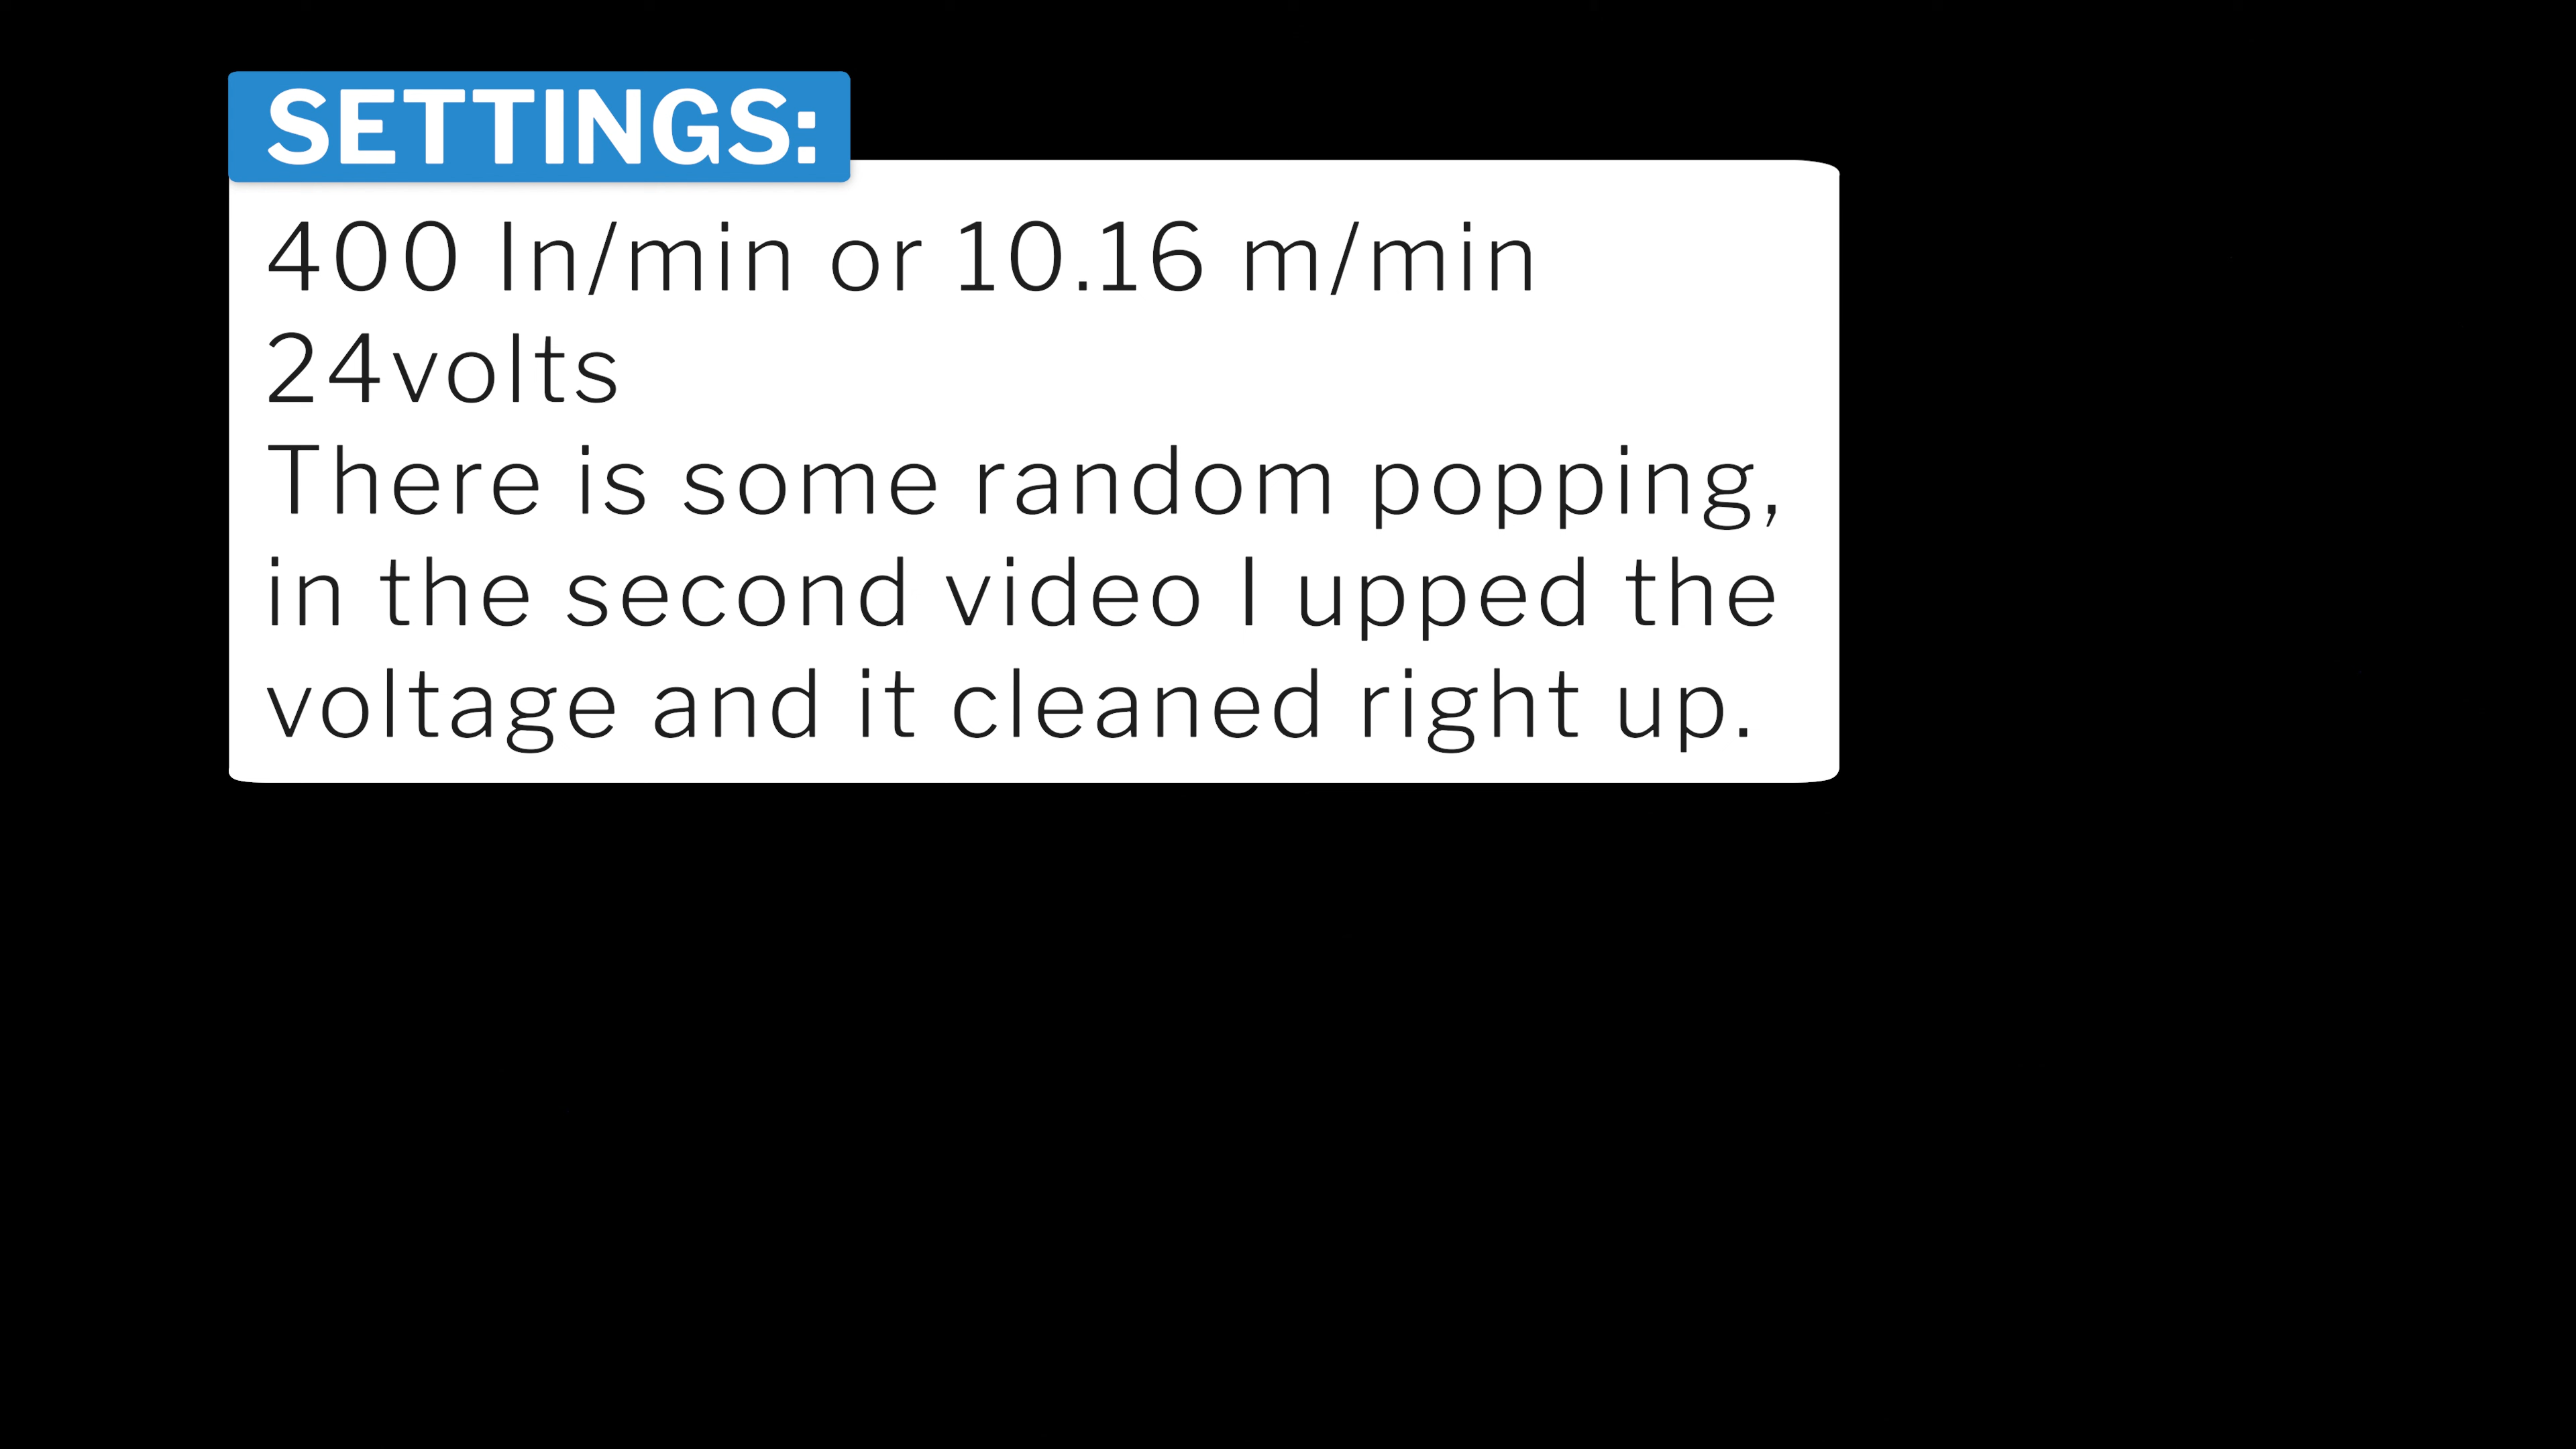 SETTINGS:
400 In/min or 10.16 m/min
24volts
There is some random popping,
in the second video I upped the
voltage and it cleaned right up.